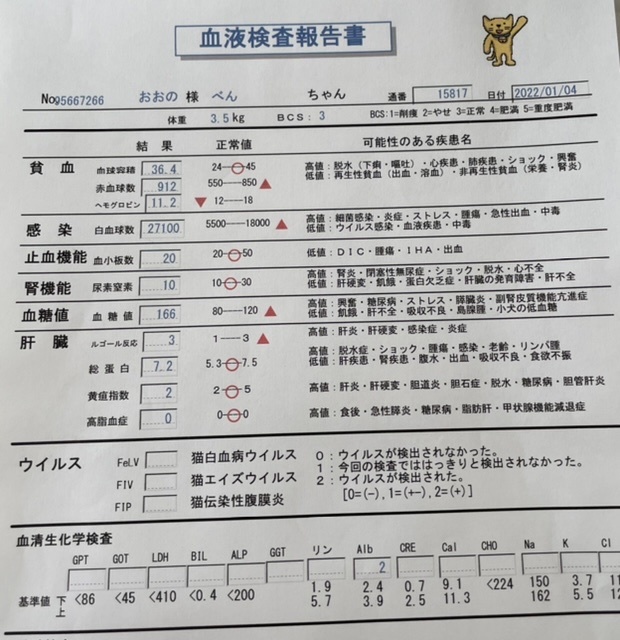 血液検査報告書
No.95667266 おおの 様 ぺん ちゃん 通番 15817 日付 2022/01/04
体重 3.5kg BCS: 3 BCS:1=削痩 2=やせ 3=正常 4=肥満 5=重度肥満
結果 正常値 可能性のある疾患名
貧血 血球容積 36.4 24 45 高値:脱水(下痢・嘔吐)・心疾患・肺疾患・ショック・興奮
低値:再生性貧血(出血・溶血)・非再生性貧血(栄養・腎炎)
赤血球数 912 550 850
ヘモグロビン 11.2 12 18
感染 白血球数 27100 5500 18000 高値:細菌感染・炎症・ストレス・腫瘍・急性出血・中毒
低値:ウイルス感染・血液疾患・中毒
止血機能 血小板数 20 20 50 低値:DIC・腫瘍・IHA・出血
腎機能 尿素窒素 10 10 30 高値:腎炎・閉塞性無尿症・ショック・脱水・心不全
低値:肝硬変・飢餓・蛋白欠乏症・肝臓の発育障害・肝不全
血糖値 血糖値 166 80 120 高値:興奮・糖尿病・ストレス・膵臓炎・副腎皮質機能亢進症
低値:飢餓・肝不全・吸収不良・島腺腫・小犬の低血糖
肝臓 ルゴール反応 3 1 3 高値:肝炎・肝硬変・感染症・炎症
総蛋白 7.2 5.3 7.5 高値:脱水症・ショック・腫瘍・感染・老齢・リンパ腫
低値:肝疾患・腎疾患・腹水・出血・吸収不良・食欲不振
黄疸指数 2 2 5 高値:肝炎・肝硬変・胆道炎・胆石症・脱水・糖尿病・胆管肝炎
高脂血症 0 0 0 高値:食後・急性膵炎・糖尿病・脂肪肝・甲状腺機能減退症
ウイルス FeLV 猫白血病ウイルス 0:ウイルスが検出されなかった。
1:今回の検査でははっきりと検出されなかった。
FIV 猫エイズウイルス 2:ウイルスが検出された。
FIP 猫伝染性腹膜炎 [0=(-),1=(+-),2=(+)]
血清生化学検査
GPT GOT LDH BIL ALP GGT リン Alb CRE Cal CHO Na K Cl
2
基準値 下 <86 <45 <410 <0.4 <200 1.9 2.4 0.7 9.1 <224 150 3.7
上 5.7 3.9 2.5 11.3 162 5.5